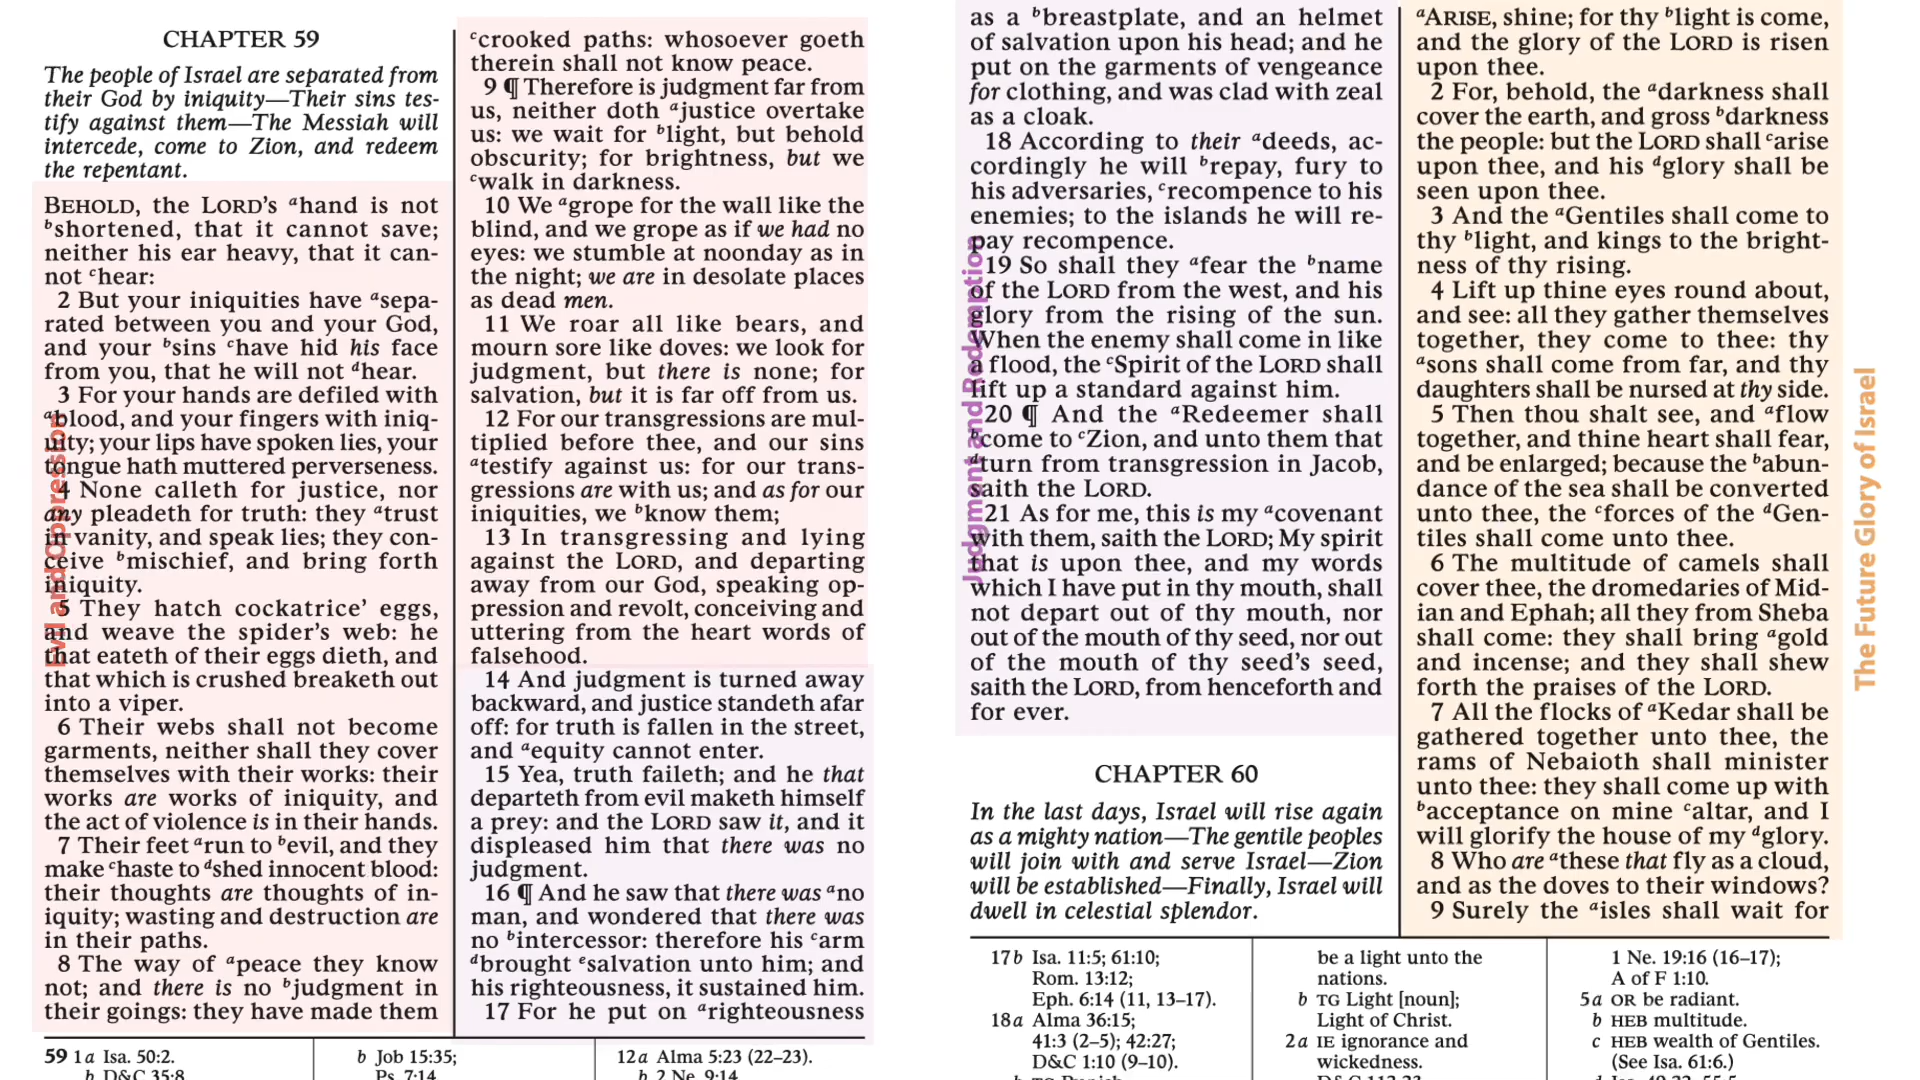 CHAPTER 59
The people of Israel are separated from
their God by iniquity—Their sins tes-
tify against them—The Messiah will
intercede, come to Zion, and redeem
the repentant.
BEHOLD, the LORD's ahand is not
bshortened, that it cannot save;
neither his ear heavy, that it can-
not chear:
2 But your iniquities have asepa-
rated between you and your God,
and your bsins chave hid his face
from you, that he will not dhear.
3 For your hands are defiled with
ablood, and your fingers with iniq-
uity; your lips have spoken lies, your
tongue hath muttered perverseness.
4 None calleth for justice, nor
any pleadeth for truth: they atrust
in vanity, and speak lies; they con-
ceive bmischief, and bring forth
iniquity.
5 They hatch cockatrice' eggs,
and weave the spider's web: he
that eateth of their eggs dieth, and
that which is crushed breaketh out
into a viper.
6 Their webs shall not become
garments, neither shall they cover
themselves with their works: their
works are works of iniquity, and
the act of violence is in their hands.
7 Their feet arun to bevil, and they
make chaste to dshed innocent blood:
their thoughts are thoughts of in-
iquity; wasting and destruction are
in their paths.
8 The way of apeace they know
not; and there is no bjudgment in
their goings: they have made them
Evil and Oppression
ccrooked paths: whosoever goeth
therein shall not know peace.
9 ¶ Therefore is judgment far from
us, neither doth ajustice overtake
us: we wait for blight, but behold
obscurity; for brightness, but we
cwalk in darkness.
10 We agrope for the wall like the
blind, and we grope as if we had no
eyes: we stumble at noonday as in
the night; we are in desolate places
as dead men.
11 We roar all like bears, and
mourn sore like doves: we look for
judgment, but there is none; for
salvation, but it is far off from us.
12 For our transgressions are mul-
tiplied before thee, and our sins
atestify against us: for our trans-
gressions are with us; and as for our
iniquities, we bknow them;
13 In transgressing and lying
against the LORD, and departing
away from our God, speaking op-
pression and revolt, conceiving and
uttering from the heart words of
falsehood.
14 And judgment is turned away
backward, and justice standeth afar
off: for truth is fallen in the street,
and aequity cannot enter.
15 Yea, truth faileth; and he that
departeth from evil maketh himself
a prey: and the LORD saw it, and it
displeased him that there was no
judgment.
16 ¶ And he saw that there was ano
man, and wondered that there was
no bintercessor: therefore his carm
dbrought esalvation unto him; and
his righteousness, it sustained him.
17 For he put on arighteousness
59 1a Isa. 50:2.
b D&C 35:8
b Job 15:35;
Ps. 7:14
12a Alma 5:23 (22–23).
b 2 Ne. 9:14
as a bbreastplate, and an helmet
of salvation upon his head; and he
put on the garments of vengeance
for clothing, and was clad with zeal
as a cloak.
18 According to their adeeds, ac-
cordingly he will brepay, fury to
his adversaries, crecompence to his
enemies; to the islands he will re-
pay recompence.
19 So shall they afear the bname
of the LORD from the west, and his
glory from the rising of the sun.
When the enemy shall come in like
a flood, the cSpirit of the LORD shall
lift up a standard against him.
20 ¶ And the aRedeemer shall
bcome to cZion, and unto them that
dturn from transgression in Jacob,
saith the LORD.
21 As for me, this is my acovenant
with them, saith the LORD; My spirit
that is upon thee, and my words
which I have put in thy mouth, shall
not depart out of thy mouth, nor
out of the mouth of thy seed, nor out
of the mouth of thy seed's seed,
saith the LORD, from henceforth and
for ever.
Judgment and Redemption
CHAPTER 60
In the last days, Israel will rise again
as a mighty nation—The gentile peoples
will join with and serve Israel—Zion
will be established—Finally, Israel will
dwell in celestial splendor.
aARISE, shine; for thy blight is come,
and the glory of the LORD is risen
upon thee.
2 For, behold, the adarkness shall
cover the earth, and gross bdarkness
the people: but the LORD shall carise
upon thee, and his dglory shall be
seen upon thee.
3 And the aGentiles shall come to
thy blight, and kings to the bright-
ness of thy rising.
4 Lift up thine eyes round about,
and see: all they gather themselves
together, they come to thee: thy
asons shall come from far, and thy
daughters shall be nursed at thy side.
5 Then thou shalt see, and aflow
together, and thine heart shall fear,
and be enlarged; because the babun-
dance of the sea shall be converted
unto thee, the cforces of the dGen-
tiles shall come unto thee.
6 The multitude of camels shall
cover thee, the dromedaries of Mid-
ian and Ephah; all they from Sheba
shall come: they shall bring agold
and incense; and they shall shew
forth the praises of the LORD.
7 All the flocks of aKedar shall be
gathered together unto thee, the
rams of Nebaioth shall minister
unto thee: they shall come up with
bacceptance on mine caltar, and I
will glorify the house of my dglory.
8 Who are athese that fly as a cloud,
and as the doves to their windows?
9 Surely the aisles shall wait for
The Future Glory of Israel
17b Isa. 11:5; 61:10;
Rom. 13:12;
Eph. 6:14 (11, 13–17).
18a Alma 36:15;
41:3 (2–5); 42:27;
D&C 1:10 (9–10).
be a light unto the
nations.
b TG Light [noun];
Light of Christ.
2a IE ignorance and
wickedness.
1 Ne. 19:16 (16–17);
A of F 1:10.
5a OR be radiant.
b HEB multitude.
c HEB wealth of Gentiles.
(See Isa. 61:6.)